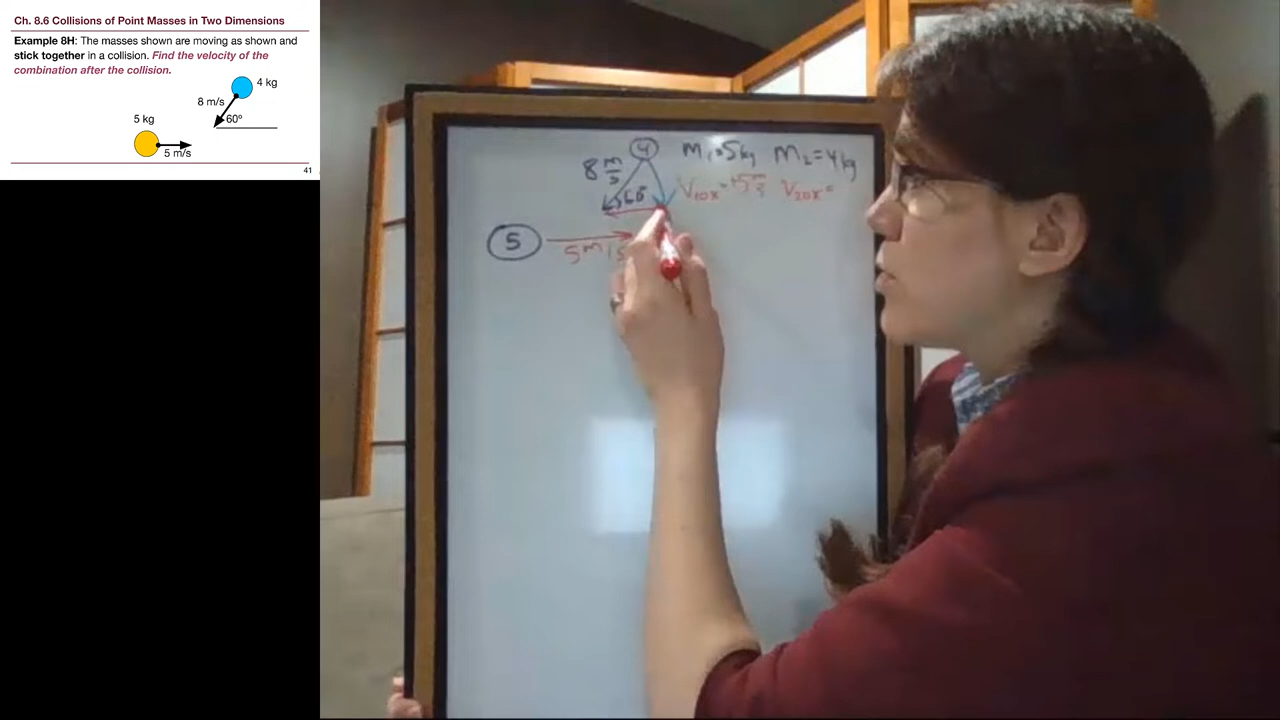 Ch. 8.6 Collisions of Point Masses in Two Dimensions
Example 8H: The masses shown are moving as shown and
stick together in a collision. Find the velocity of the
combination after the collision.
4 kg
8 m/s
60º
5 kg
5 m/s
41
4 m₁=5kg m₂=4kg
8 m/s 60° V₁₀ₓ=+5 m/s V₂₀ₓ=
5
5 m/s